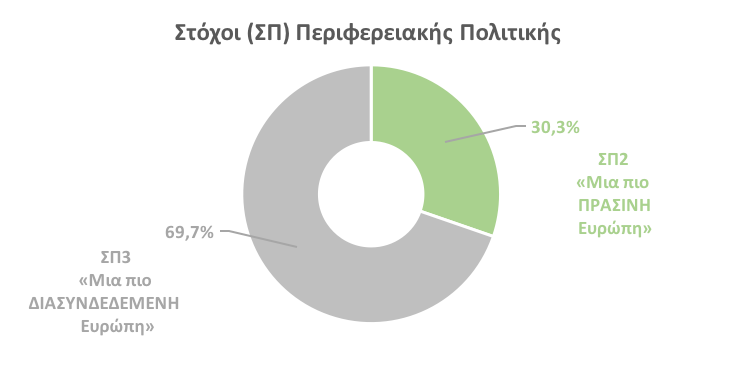 Στόχοι (ΣΠ) Περιφερειακής Πολιτικής
30,3%
ΣΠ2
«Μια πιο
ΠΡΑΣΙΝΗ
Ευρώπη»
69,7%
ΣΠ3
«Μια πιο
ΔΙΑΣΥΝΔΕΔΕΜΕΝΗ
Ευρώπη»